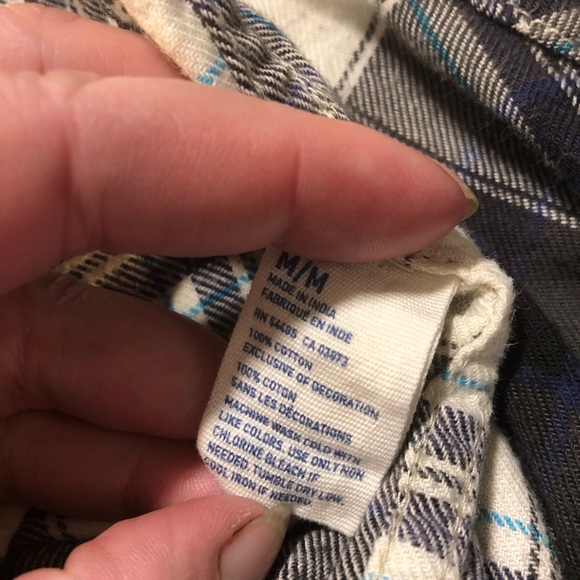 M/M
MADE IN INDIA
FABRIQUÉ EN INDE
RN 54485 CA 03973
100% COTTON
EXCLUSIVE OF DECORATION
100% COTON
SANS LES DÉCORATIONS
MACHINE WASH COLD WITH
LIKE COLORS, USE ONLY NON
CHLORINE BLEACH IF
NEEDED, TUMBLE DRY LOW,
COOL IRON IF NEEDED.